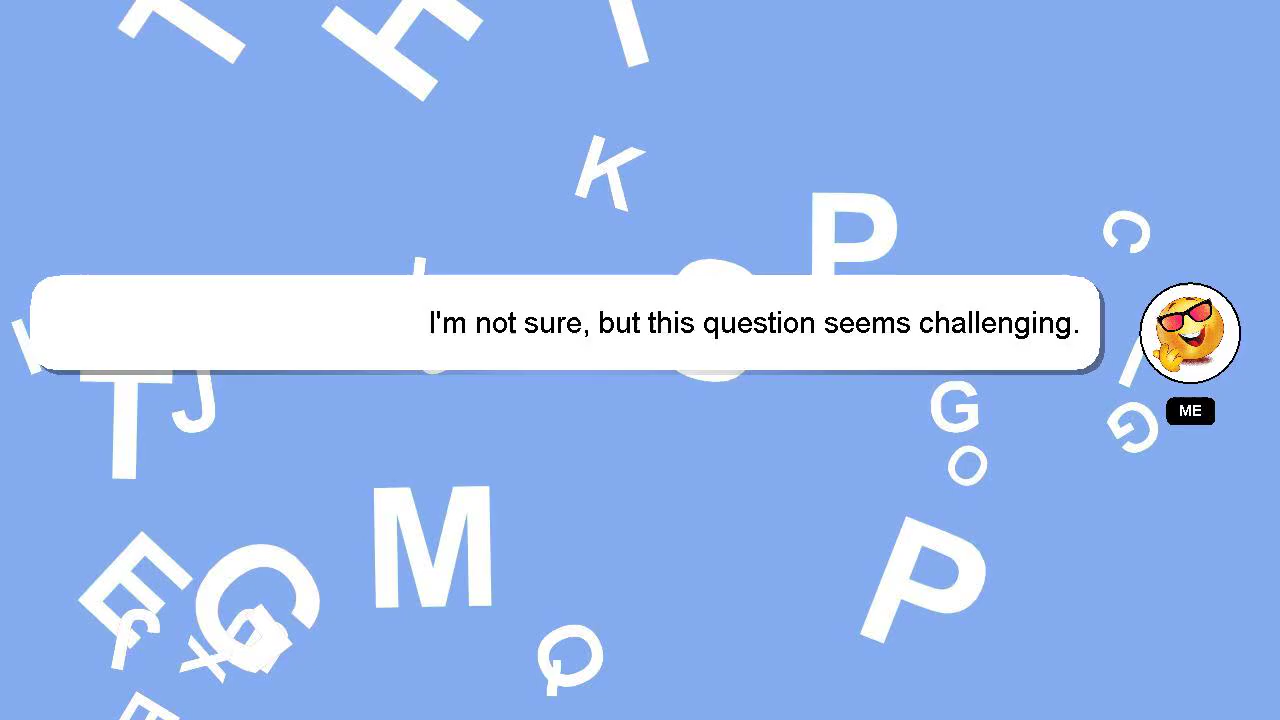 I'm not sure, but this question seems challenging.
ME
T
H
K
P
C
T
J
G
G
O
M
P
E
G
J
X
Q
E